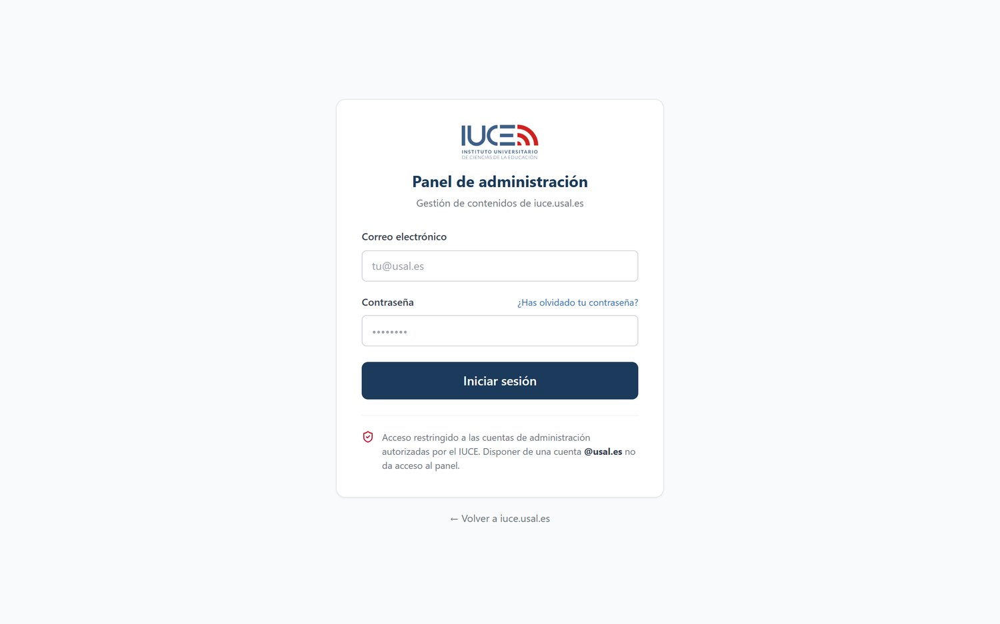 IUCE
INSTITUTO UNIVERSITARIO
DE CIENCIAS DE LA EDUCACIÓN
Panel de administración
Gestión de contenidos de iuce.usal.es
Correo electrónico
tu@usal.es
Contraseña
¿Has olvidado tu contraseña?
••••••••
Iniciar sesión
Acceso restringido a las cuentas de administración
autorizadas por el IUCE. Disponer de una cuenta @usal.es no
da acceso al panel.
← Volver a iuce.usal.es